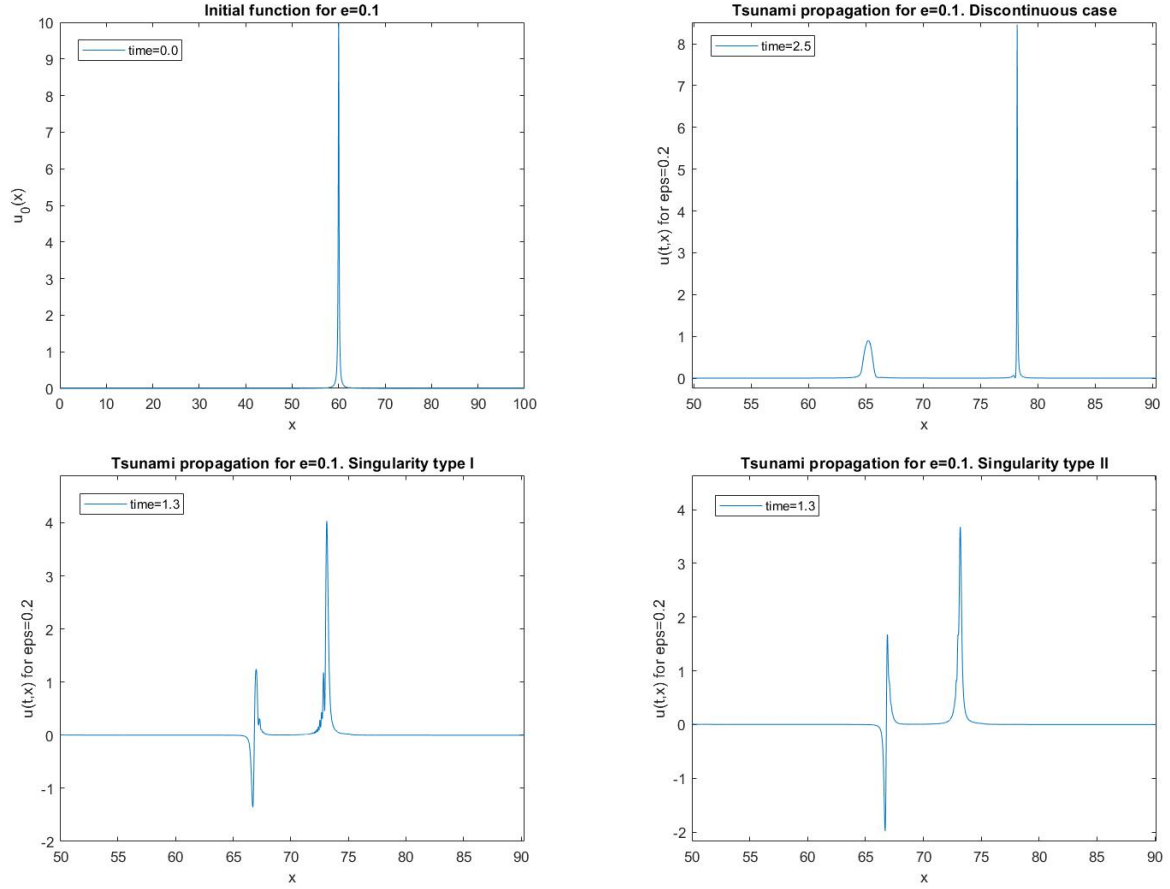 Initial function for e=0.1
time=0.0
10
9
8
7
6
5
4
3
2
1
0
u0(x)
0 10 20 30 40 50 60 70 80 90 100
x
Tsunami propagation for e=0.1. Discontinuous case
time=2.5
8
7
6
5
4
3
2
1
0
u(t,x) for eps=0.2
50 55 60 65 70 75 80 85 90
x
Tsunami propagation for e=0.1. Singularity type I
time=1.3
4
3
2
1
0
-1
-2
u(t,x) for eps=0.2
50 55 60 65 70 75 80 85 90
x
Tsunami propagation for e=0.1. Singularity type II
time=1.3
4
3
2
1
0
-1
-2
u(t,x) for eps=0.2
50 55 60 65 70 75 80 85 90
x